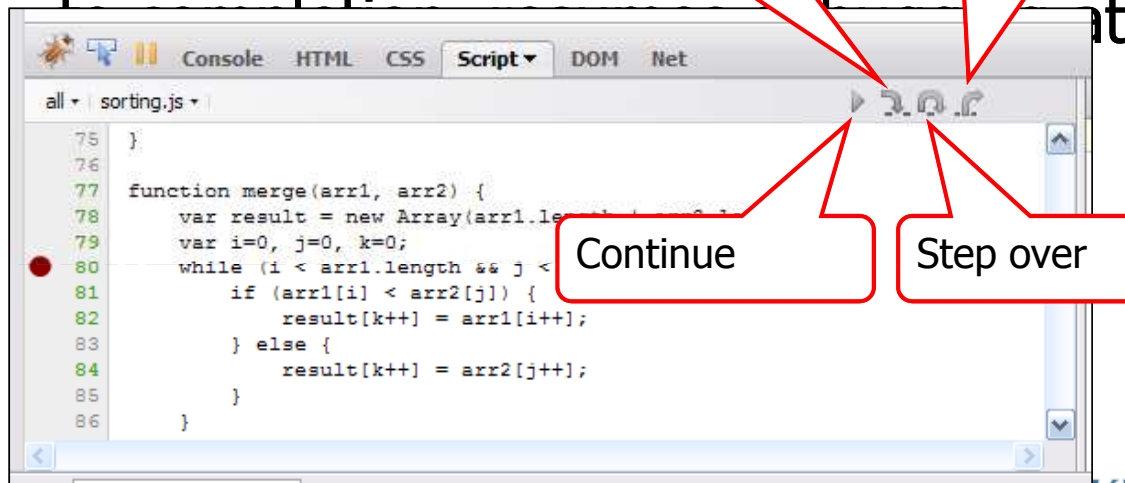 Console HTML CSS Script DOM Net
all sorting.js
75 }
76
77 function merge(arr1, arr2) {
78 var result = new Array(arr1.length
79 var i=0, j=0, k=0;
80 while (i < arr1.length && j <
81 if (arr1[i] < arr2[j]) {
82 result[k++] = arr1[i++];
83 } else {
84 result[k++] = arr2[j++];
85 }
86 }
Continue
Step over